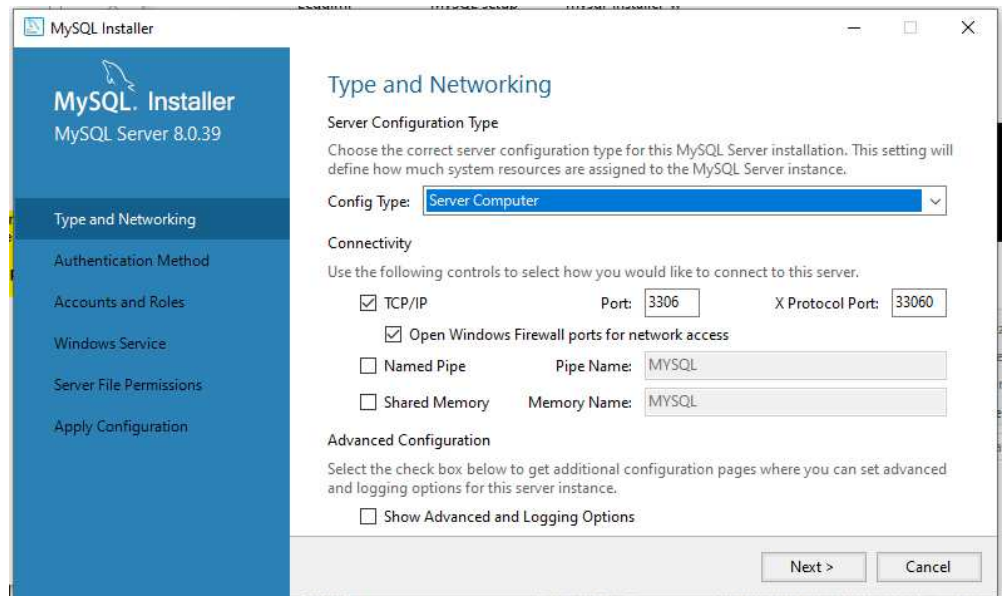 MySQL Installer
MySQL. Installer
MySQL Server 8.0.39
Type and Networking
Authentication Method
Accounts and Roles
Windows Service
Server File Permissions
Apply Configuration
Type and Networking
Server Configuration Type
Choose the correct server configuration type for this MySQL Server installation. This setting will
define how much system resources are assigned to the MySQL Server instance.
Config Type: Server Computer
Connectivity
Use the following controls to select how you would like to connect to this server.
TCP/IP Port: 3306 X Protocol Port: 33060
Open Windows Firewall ports for network access
Named Pipe Pipe Name: MYSQL
Shared Memory Memory Name: MYSQL
Advanced Configuration
Select the check box below to get additional configuration pages where you can set advanced
and logging options for this server instance.
Show Advanced and Logging Options
Next > Cancel